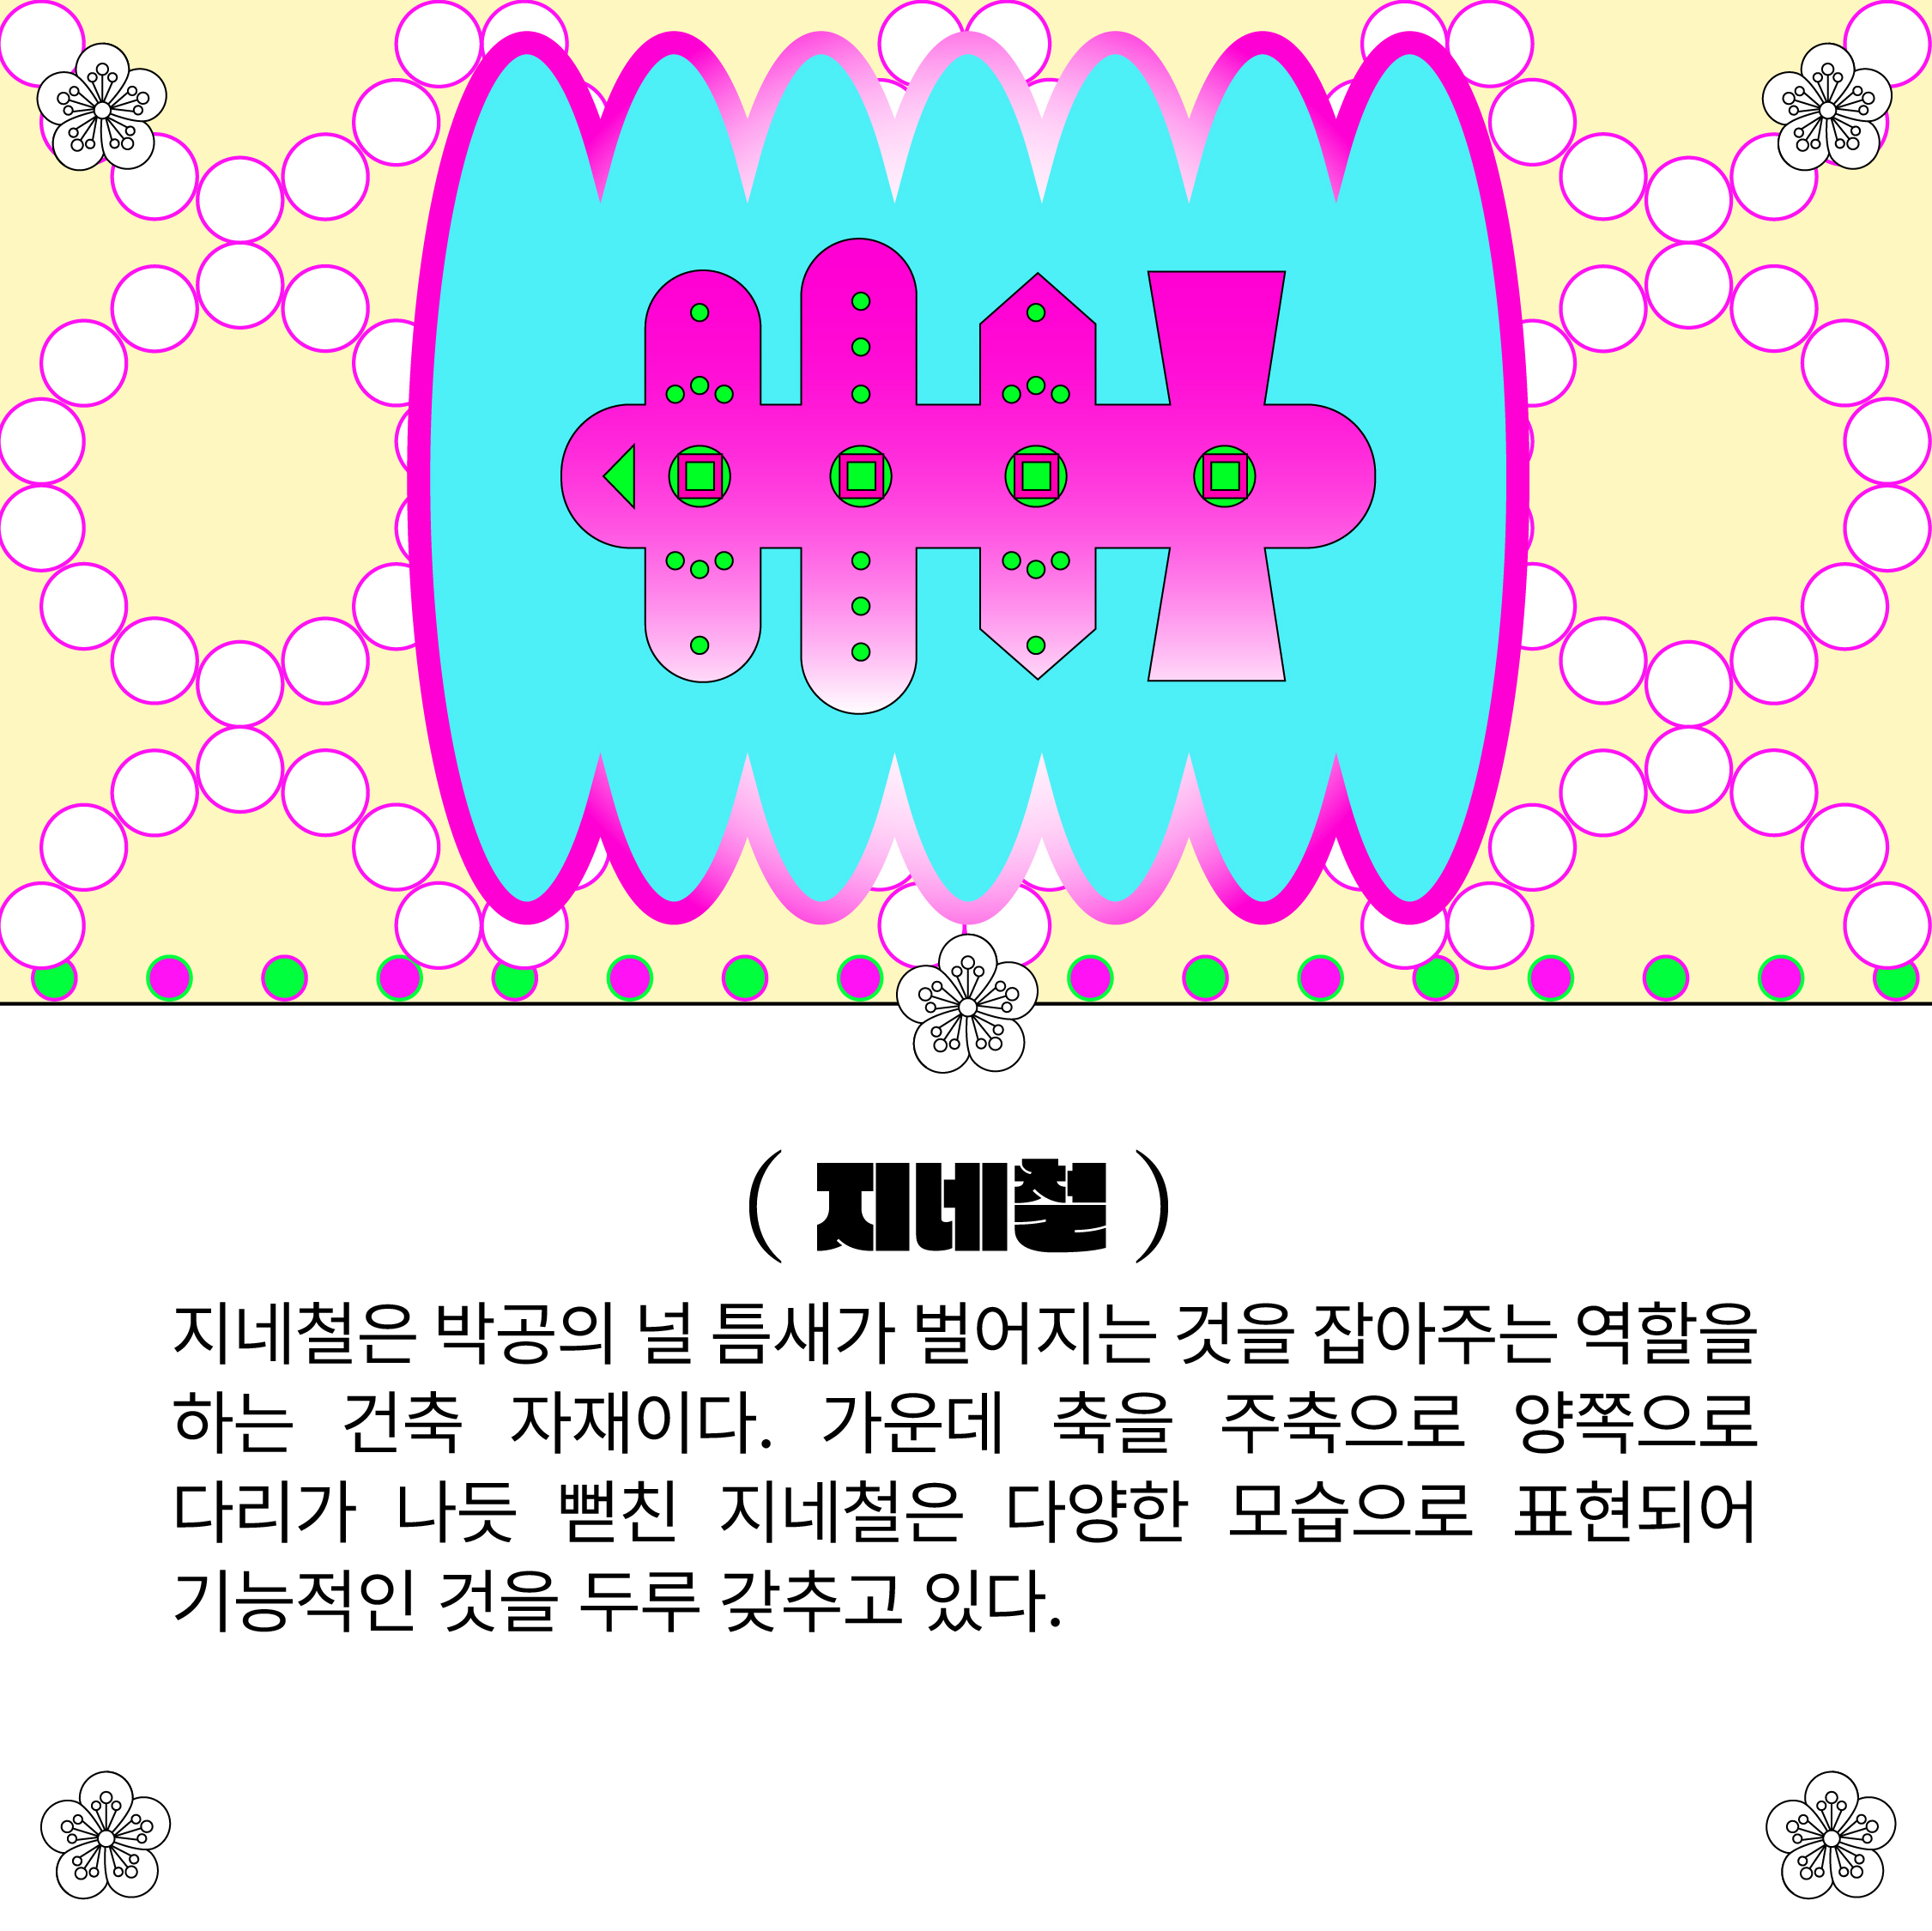 ( 지네철 )
지네철은 박공의 널 틈새가 벌어지는 것을 잡아주는 역할을
하는 건축 자재이다. 가운데 축을 주축으로 양쪽으로
다리가 나듯 뻗친 지네철은 다양한 모습으로 표현되어
기능적인 것을 두루 갖추고 있다.